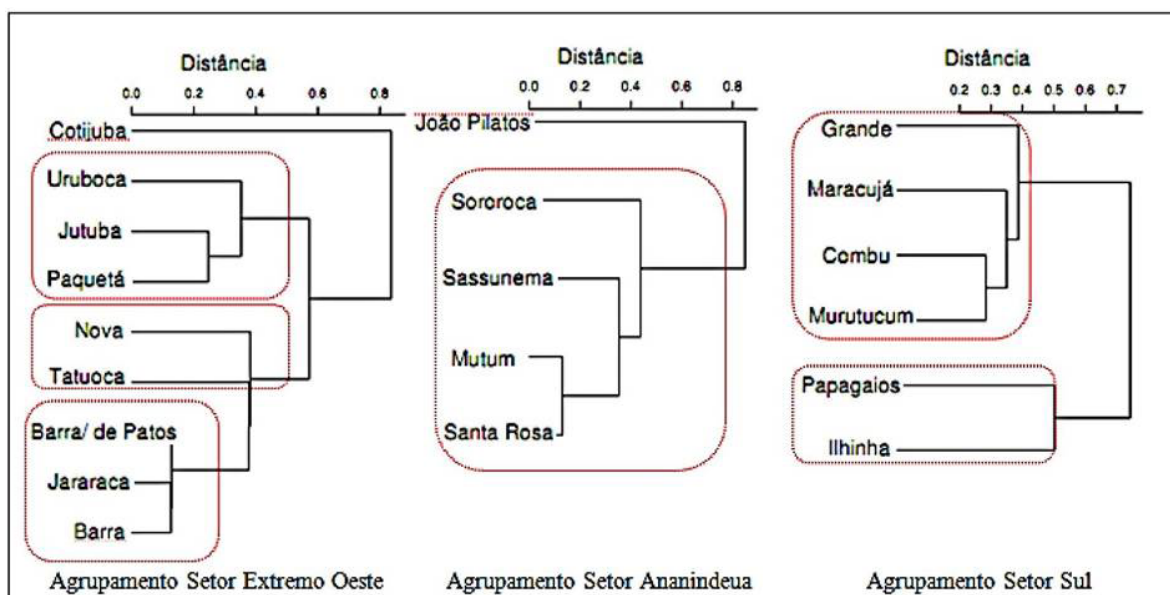 Distância
0.0 0.2 0.4 0.6 0.8
Cotijuba
Uruboca
Jutuba
Paquetá
Nova
Tatuoca
Barra/ de Patos
Jararaca
Barra
Agrupamento Setor Extremo Oeste
Distância
0.0 0.2 0.4 0.6 0.8
João Pilatos
Sororoca
Sassunema
Mutum
Santa Rosa
Agrupamento Setor Ananindeua
Distância
0.2 0.3 0.4 0.5 0.6 0.7
Grande
Maracujá
Combu
Murutucum
Papagaios
Ilhinha
Agrupamento Setor Sul